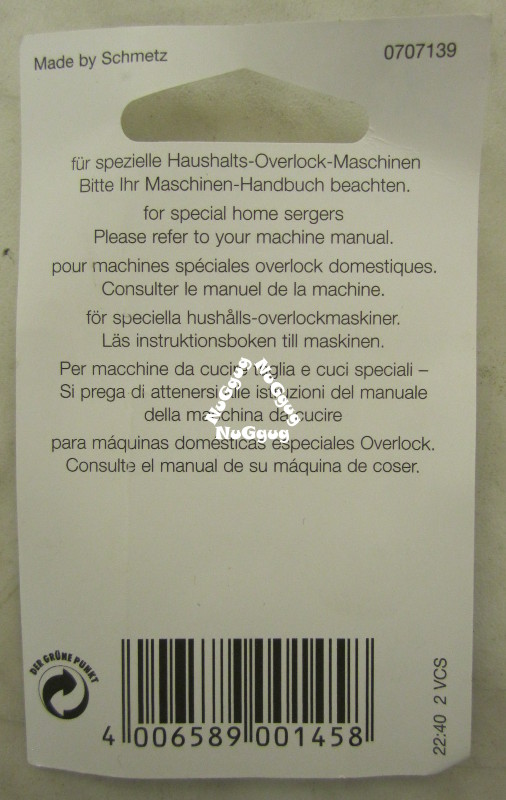 Made by Schmetz
0707139
für spezielle Haushalts-Overlock-Maschinen
Bitte Ihr Maschinen-Handbuch beachten.
for special home sergers
Please refer to your machine manual.
pour machines spéciales overlock domestiques.
Consulter le manuel de la machine.
för speciella hushålls-overlockmaskiner.
Läs instruktionsboken till maskinen.
Per macchine da cucire taglia e cuci speciali –
Si prega di attenersi alle istruzioni del manuale
della macchina da cucire
para máquinas domésticas especiales Overlock.
Consulte el manual de su máquina de coser.
NuGgug
NuGgug
NuGgug
DER GRÜNE PUNKT
4 006589 001458
22:40 2 VCS